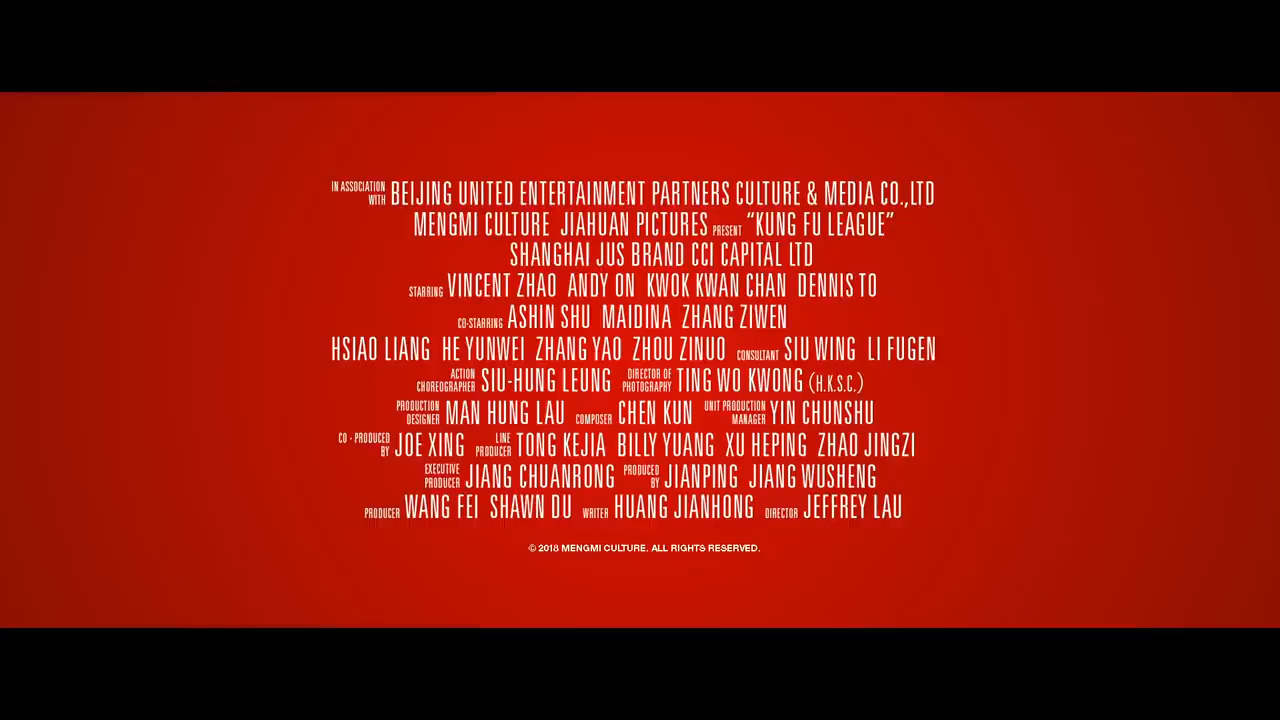 IN ASSOCIATION WITH BEIJING UNITED ENTERTAINMENT PARTNERS CULTURE & MEDIA CO.,LTD
MENGMI CULTURE JIAHUAN PICTURES PRESENT "KUNG FU LEAGUE"
SHANGHAI JUS BRAND CCI CAPITAL LTD
STARRING VINCENT ZHAO ANDY ON KWOK KWAN CHAN DENNIS TO
CO-STARRING ASHIN SHU MAIDINA ZHANG ZIWEN
HSIAO LIANG HE YUNWEI ZHANG YAO ZHOU ZINUO CONSULTANT SIU WING LI FUGEN
ACTION CHOREOGRAPHER SIU-HUNG LEUNG DIRECTOR OF PHOTOGRAPHY TING WO KWONG (H.K.S.C.)
PRODUCTION DESIGNER MAN HUNG LAU COMPOSER CHEN KUN UNIT PRODUCTION MANAGER YIN CHUNSHU
CO · PRODUCED BY JOE XING LINE PRODUCER TONG KEJIA BILLY YUANG XU HEPING ZHAO JINGZI
EXECUTIVE PRODUCER JIANG CHUANRONG PRODUCED BY JIANPING JIANG WUSHENG
PRODUCER WANG FEI SHAWN DU WRITER HUANG JIANHONG DIRECTOR JEFFREY LAU
© 2018 MENGMI CULTURE. ALL RIGHTS RESERVED.